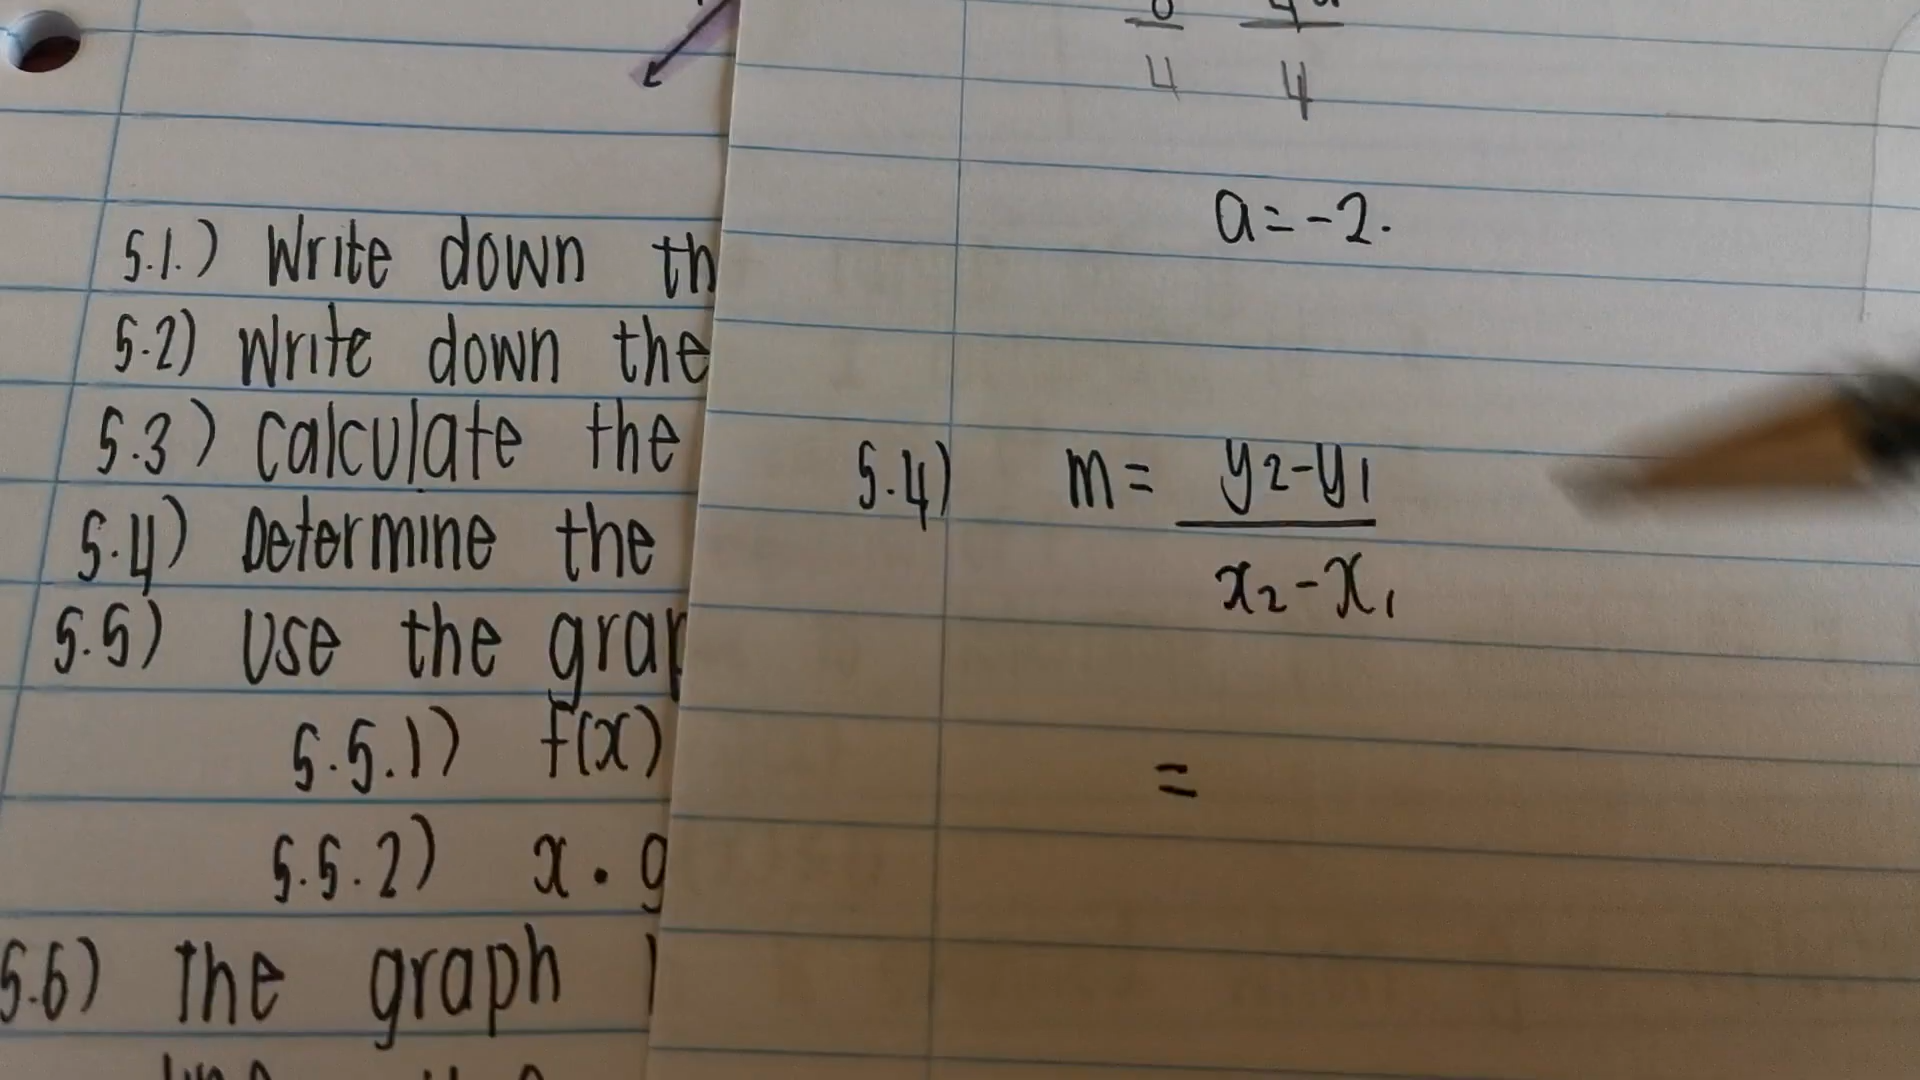 5.1.) Write down th
5.2) Write down the
5.3) Calculate the
5.4) Determine the
5.5) Use the grap
5.5.1) f(x)
5.5.2) x . g
5.6) The graph
4 4
a = -2.
5.4) m = y2-y1
x2-x1
=